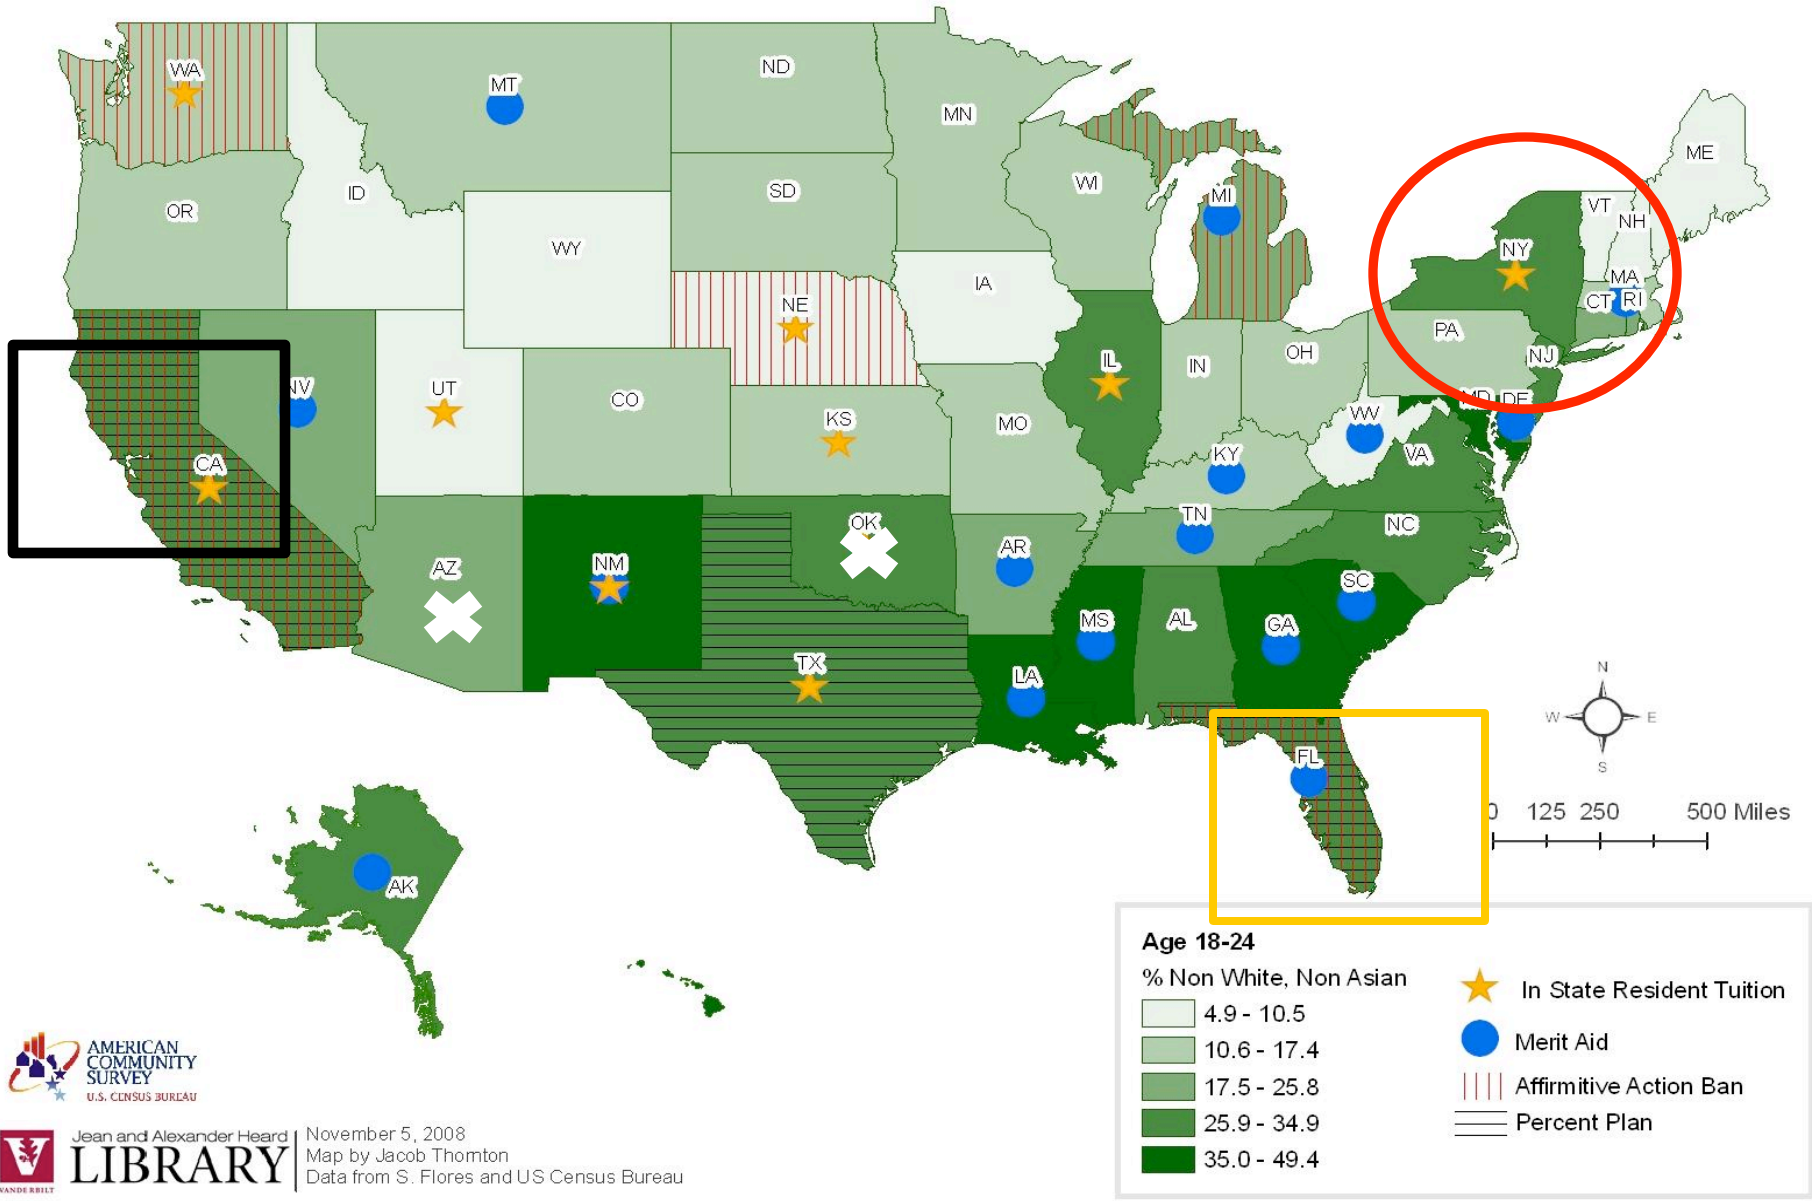 WA
MT
ND
MN
ME
OR
ID
SD
WI
MI
VT
NH
WY
NY
MA
NE
IA
CT
RI
PA
NV
UT
CO
KS
IL
IN
OH
NJ
MD
DE
MO
WV
VA
CA
KY
AZ
NM
OK
AR
TN
NC
SC
MS
AL
GA
TX
LA
FL
AK
N
W
E
S
0 125 250 500 Miles
Age 18-24
% Non White, Non Asian
4.9 - 10.5
10.6 - 17.4
17.5 - 25.8
25.9 - 34.9
35.0 - 49.4
In State Resident Tuition
Merit Aid
Affirmitive Action Ban
Percent Plan
AMERICAN
COMMUNITY
SURVEY
U.S. CENSUS BUREAU
V
VANDERBILT
Jean and Alexander Heard
LIBRARY
November 5, 2008
Map by Jacob Thornton
Data from S. Flores and US Census Bureau